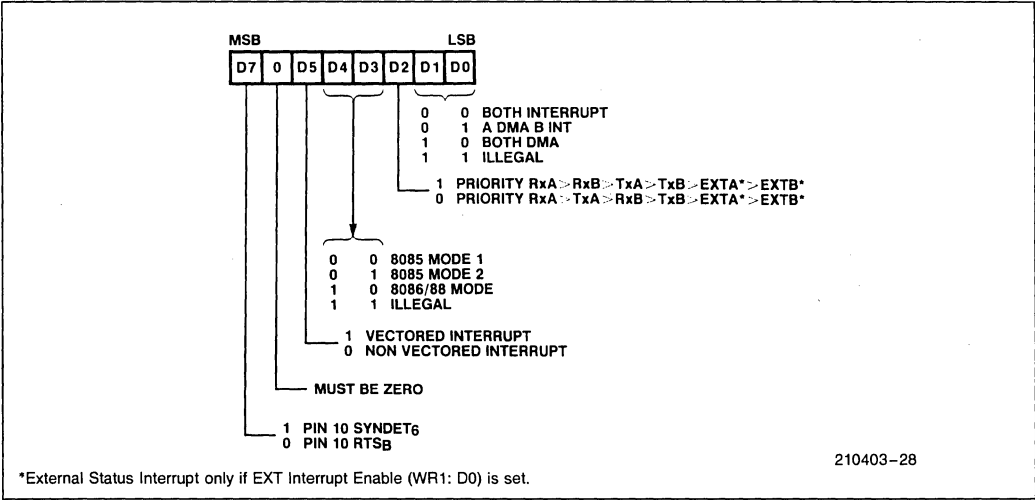 MSB LSB
D7 0 D5 D4 D3 D2 D1 D0
0 0 BOTH INTERRUPT
0 1 A DMA B INT
1 0 BOTH DMA
1 1 ILLEGAL
1 PRIORITY RxA>RxB>TxA>TxB>EXTA*>EXTB*
0 PRIORITY RxA>TxA>RxB>TxB>EXTA*>EXTB*
0 0 8085 MODE 1
0 1 8085 MODE 2
1 0 8086/88 MODE
1 1 ILLEGAL
1 VECTORED INTERRUPT
0 NON VECTORED INTERRUPT
MUST BE ZERO
1 PIN 10 SYNDET6
0 PIN 10 RTSB
210403-28
*External Status Interrupt only if EXT Interrupt Enable (WR1: D0) is set.